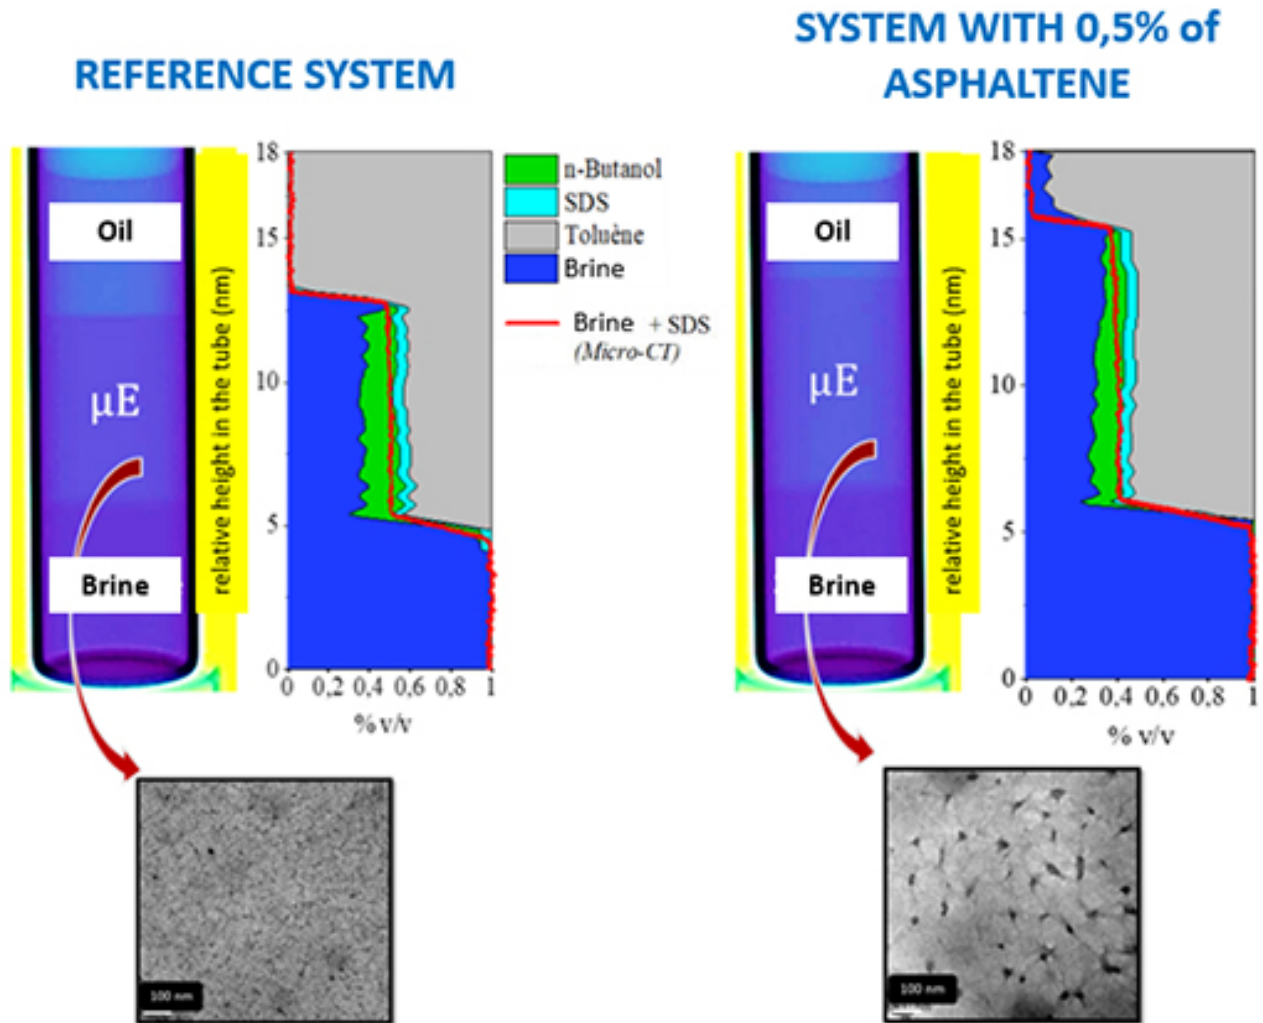 REFERENCE SYSTEM
SYSTEM WITH 0,5% of
ASPHALTENE
Oil
µE
Brine
relative height in the tube (nm)
18
15
10
5
0
0 0,2 0,4 0,6 0,8 1
% v/v
n-Butanol
SDS
Toluène
Brine
Brine + SDS
(Micro-CT)
Oil
µE
Brine
relative height in the tube (nm)
18
15
10
5
0
0 0,2 0,4 0,6 0,8 1
% v/v
100 nm
100 nm